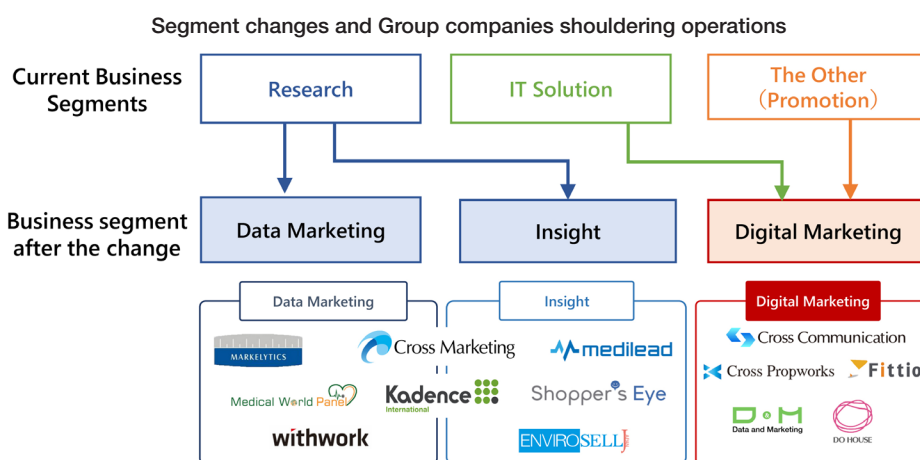 Segment changes and Group companies shouldering operations
Current Business
Segments
Research
IT Solution
The Other
（Promotion）
Business segment
after the change
Data Marketing
Insight
Digital Marketing
Data Marketing
Insight
Digital Marketing
MARKELYTICS
Cross Marketing
medilead
Cross Communication
Cross Propworks
Fittio
Medical World Panel
Kadence
International
Shopper's Eye
D&M
Data and Marketing
DO HOUSE
withwork
ENVIROSELL